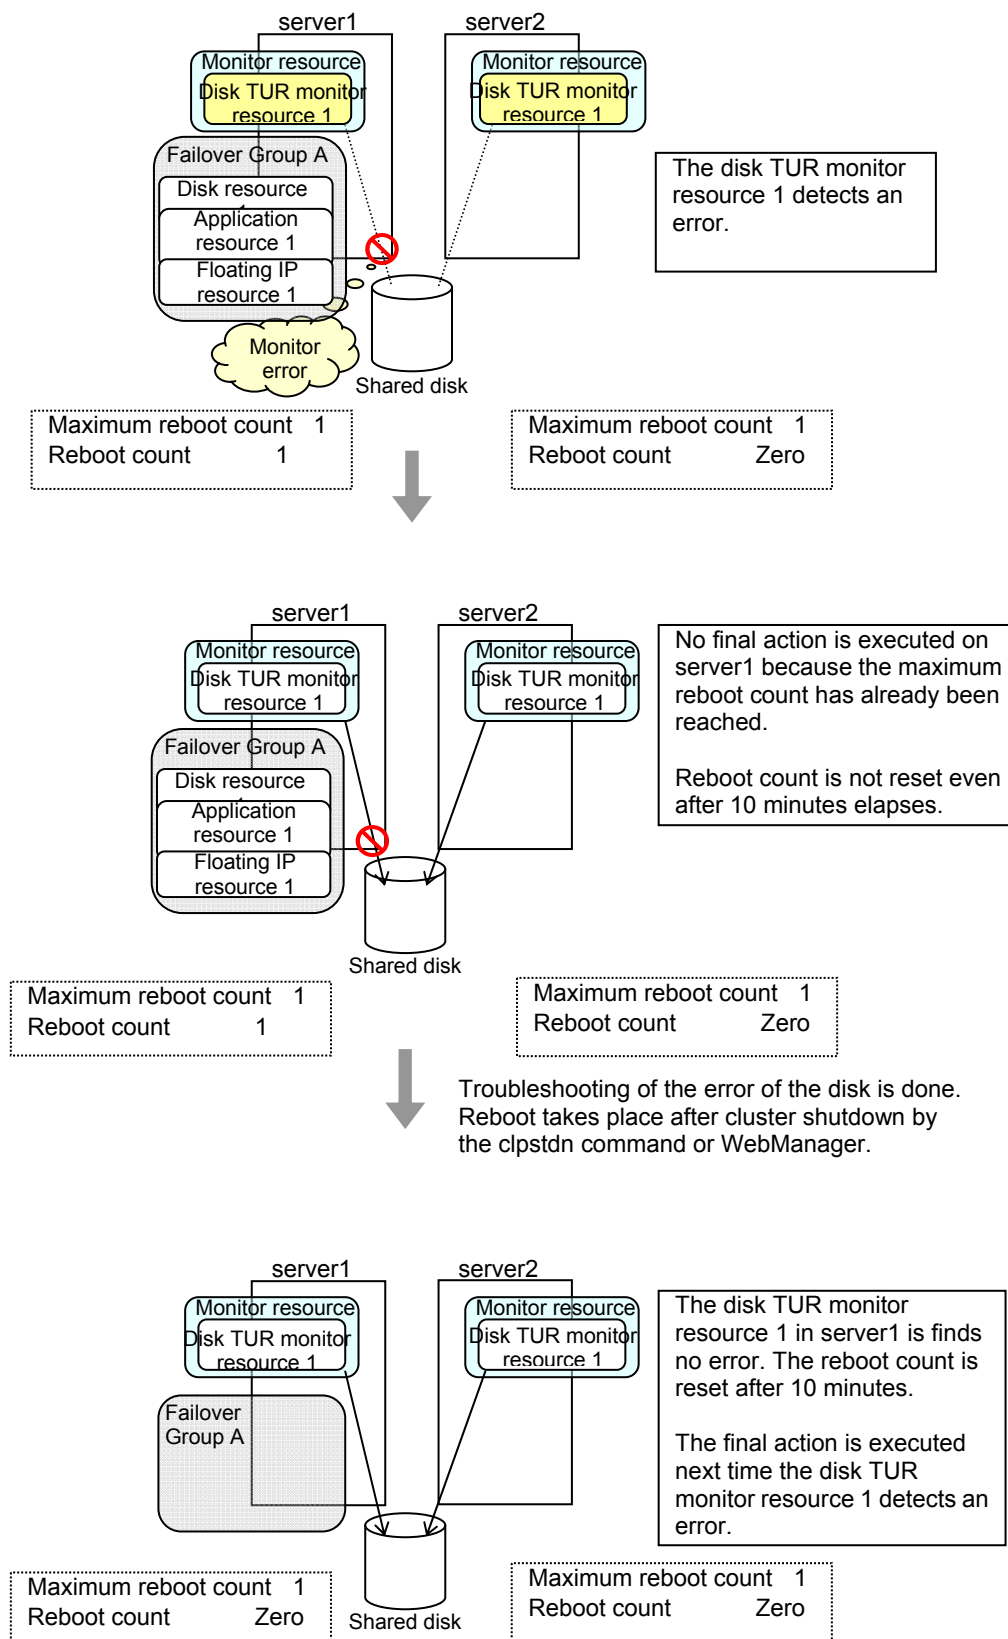 server1
server2
Monitor resource
Disk TUR monitor
resource 1
Monitor resource
Disk TUR monitor
resource 1
Failover Group A
Disk resource
1
Application
resource 1
Floating IP
resource 1
Monitor
error
Shared disk
The disk TUR monitor
resource 1 detects an
error.
Maximum reboot count 1
Reboot count 1
Maximum reboot count 1
Reboot count Zero
server1
server2
Monitor resource
Disk TUR monitor
resource 1
Monitor resource
Disk TUR monitor
resource 1
Failover Group A
Disk resource
1
Application
resource 1
Floating IP
resource 1
Shared disk
No final action is executed on
server1 because the maximum
reboot count has already been
reached.
Reboot count is not reset even
after 10 minutes elapses.
Maximum reboot count 1
Reboot count 1
Maximum reboot count 1
Reboot count Zero
Troubleshooting of the error of the disk is done.
Reboot takes place after cluster shutdown by
the clpstdn command or WebManager.
server1
server2
Monitor resource
Disk TUR monitor
resource 1
Monitor resource
Disk TUR monitor
resource 1
Failover
Group A
Shared disk
The disk TUR monitor
resource 1 in server1 is finds
no error. The reboot count is
reset after 10 minutes.
The final action is executed
next time the disk TUR
monitor resource 1 detects an
error.
Maximum reboot count 1
Reboot count Zero
Maximum reboot count 1
Reboot count Zero